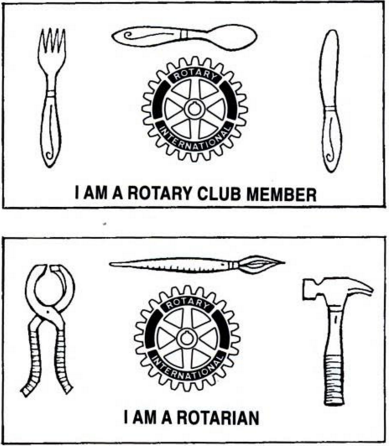 ROTARY
INTERNATIONAL
I AM A ROTARY CLUB MEMBER
ROTARY
INTERNATIONAL
I AM A ROTARIAN